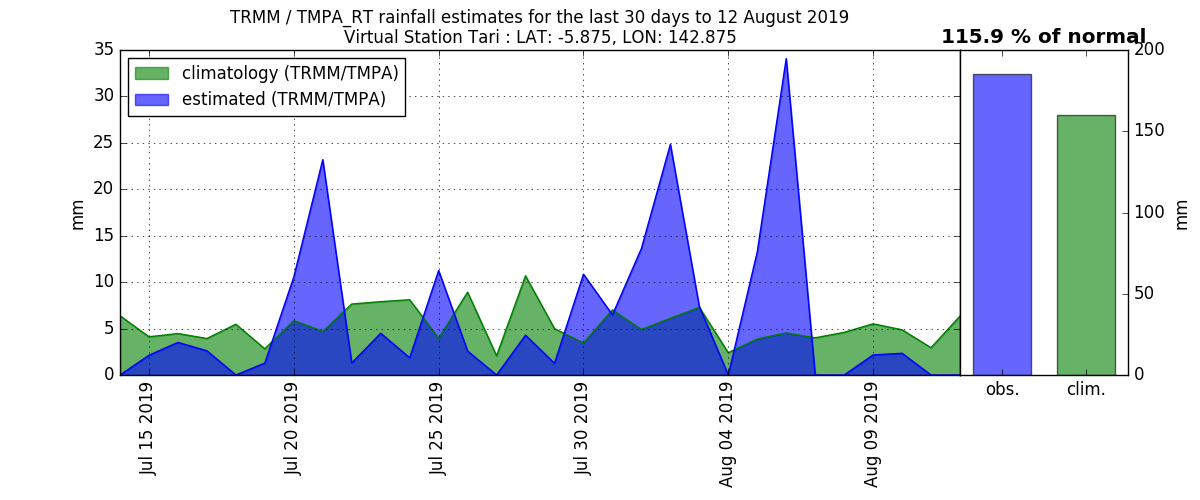 TRMM / TMPA_RT rainfall estimates for the last 30 days to 12 August 2019
Virtual Station Tari : LAT: -5.875, LON: 142.875
115.9 % of normal
climatology (TRMM/TMPA)
estimated (TRMM/TMPA)
35
30
25
20
15
10
5
0
mm
Jul 15 2019
Jul 20 2019
Jul 25 2019
Jul 30 2019
Aug 04 2019
Aug 09 2019
obs.
clim.
200
150
100
50
0
mm